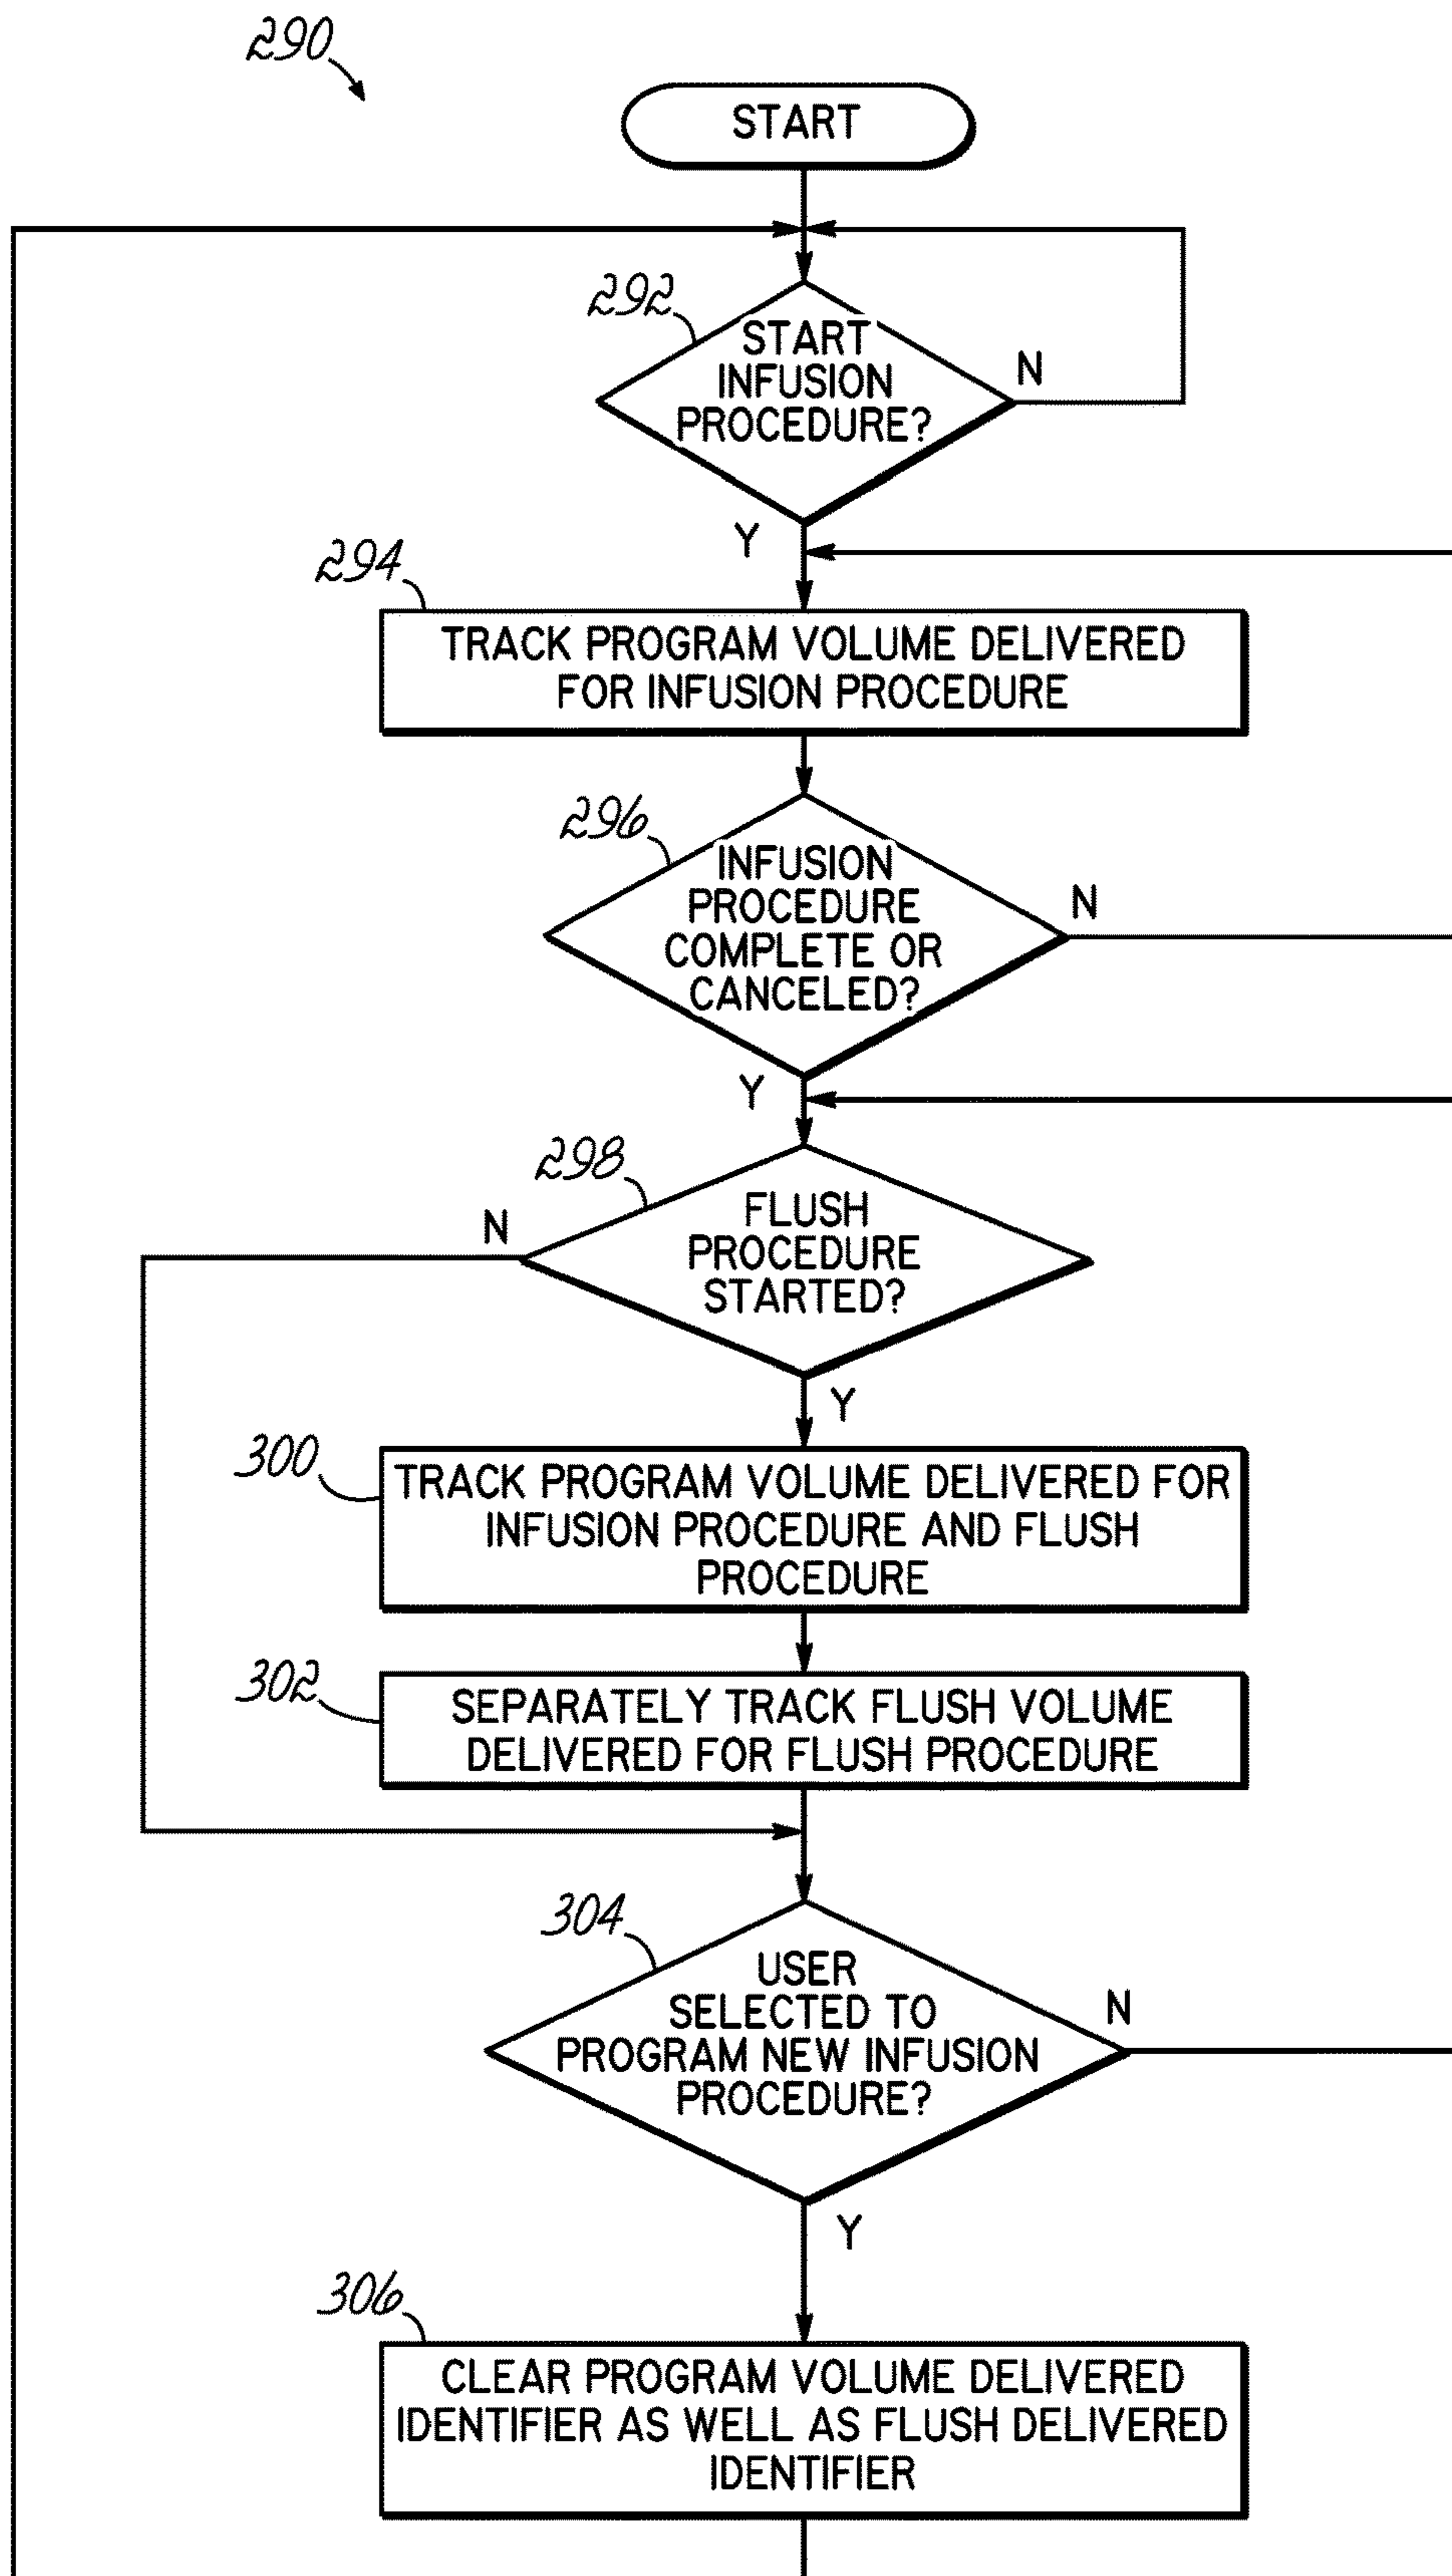 290
START
292
START
INFUSION
PROCEDURE?
N
Y
294
TRACK PROGRAM VOLUME DELIVERED
FOR INFUSION PROCEDURE
296
INFUSION
PROCEDURE
COMPLETE OR
CANCELED?
N
Y
298
FLUSH
PROCEDURE
STARTED?
N
Y
300
TRACK PROGRAM VOLUME DELIVERED FOR
INFUSION PROCEDURE AND FLUSH
PROCEDURE
302
SEPARATELY TRACK FLUSH VOLUME
DELIVERED FOR FLUSH PROCEDURE
304
USER
SELECTED TO
PROGRAM NEW INFUSION
PROCEDURE?
N
Y
306
CLEAR PROGRAM VOLUME DELIVERED
IDENTIFIER AS WELL AS FLUSH DELIVERED
IDENTIFIER